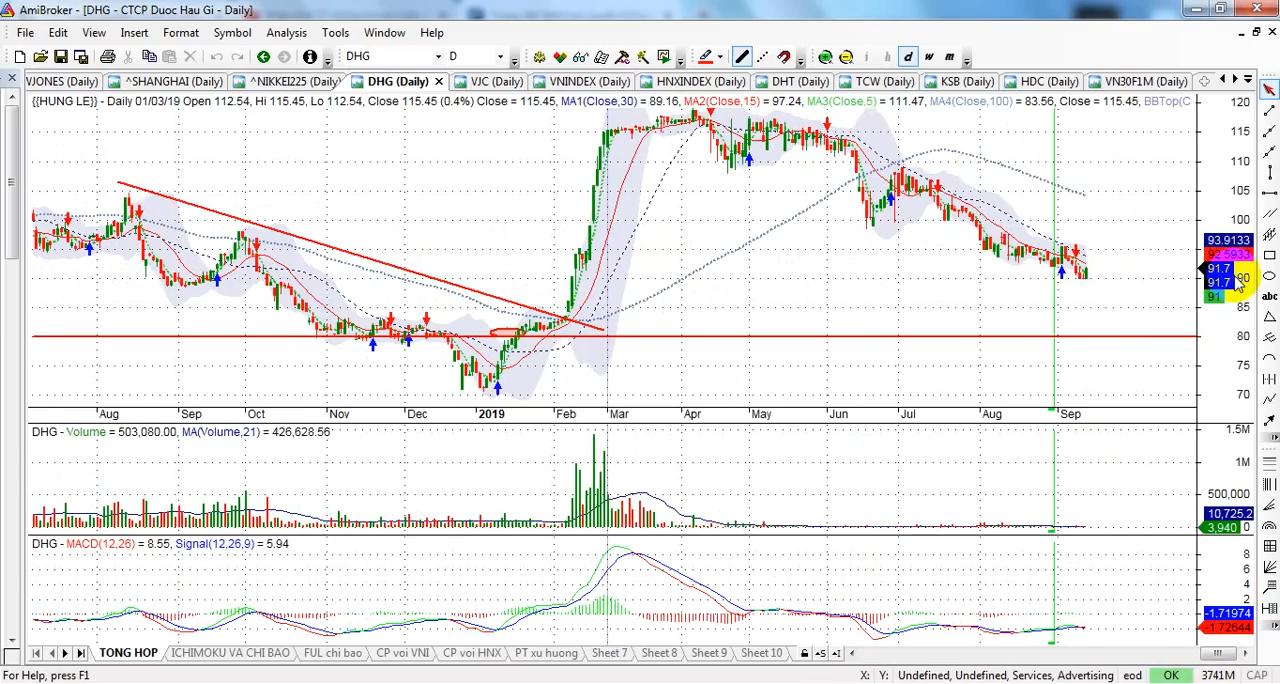 AmiBroker - [DHG - CTCP Duoc Hau Gi - Daily]
File Edit View Insert Format Symbol Analysis Tools Window Help
DHG D i h d w m
VJONES (Daily) ^SHANGHAI (Daily) ^NIKKEI225 (Daily) DHG (Daily) VJC (Daily) VNINDEX (Daily) HNXINDEX (Daily) DHT (Daily) TCW (Daily) KSB (Daily) HDC (Daily) VN30F1M (Daily)
{{HUNG LE}} - Daily 01/03/19 Open 112.54, Hi 115.45, Lo 112.54, Close 115.45 (0.4%) Close = 115.45, MA1(Close,30) = 89.16, MA2(Close,15) = 97.24, MA3(Close,5) = 111.47, MA4(Close,100) = 83.56, Close = 115.45, BBTop(C
120
115
110
105
100
93.9133
92.5933
91.7
91.7 90
91
85
80
75
70
abc
Aug Sep Oct Nov Dec 2019 Feb Mar Apr May Jun Jul Aug Sep
DHG - Volume = 503,080.00, MA(Volume,21) = 426,628.56
1.5M
1M
500,000
10,725.2
3,940 0
DHG - MACD(12,26) = 8.55, Signal(12,26,9) = 5.94
8
6
4
2
-1.71974
-1.72644
TONG HOP ICHIMOKU VA CHI BAO FUL chi CP voi VNI CP voi HNX PT xu huong Sheet 7 Sheet 8 Sheet 9 Sheet 10
For Help, press F1 X: Y: Undefined, Undefined, Services, Advertising eod OK 3741M CAP